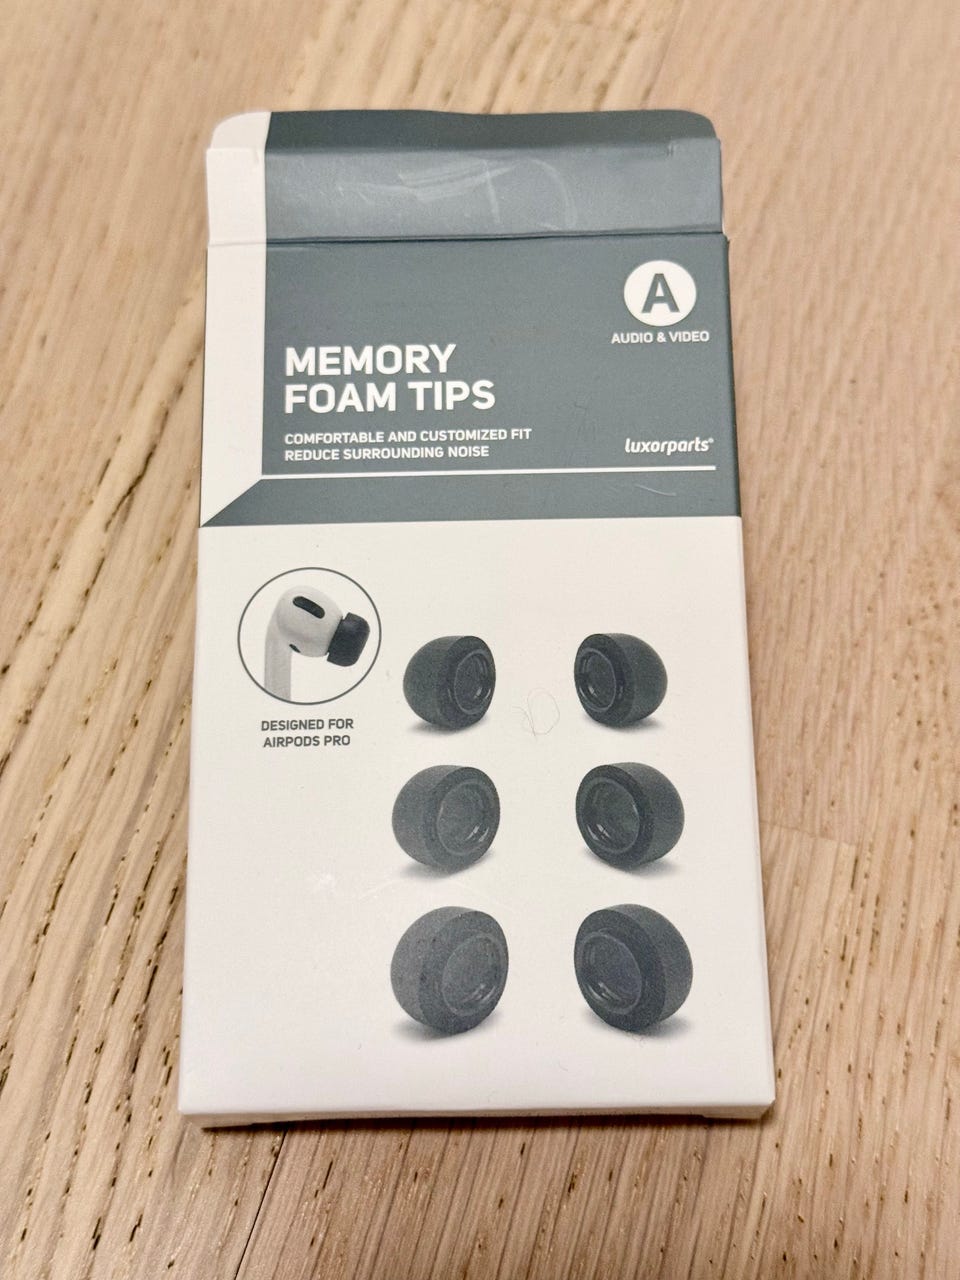 A
AUDIO & VIDEO
MEMORY
FOAM TIPS
COMFORTABLE AND CUSTOMIZED FIT
REDUCE SURROUNDING NOISE
luxorparts®
DESIGNED FOR
AIRPODS PRO